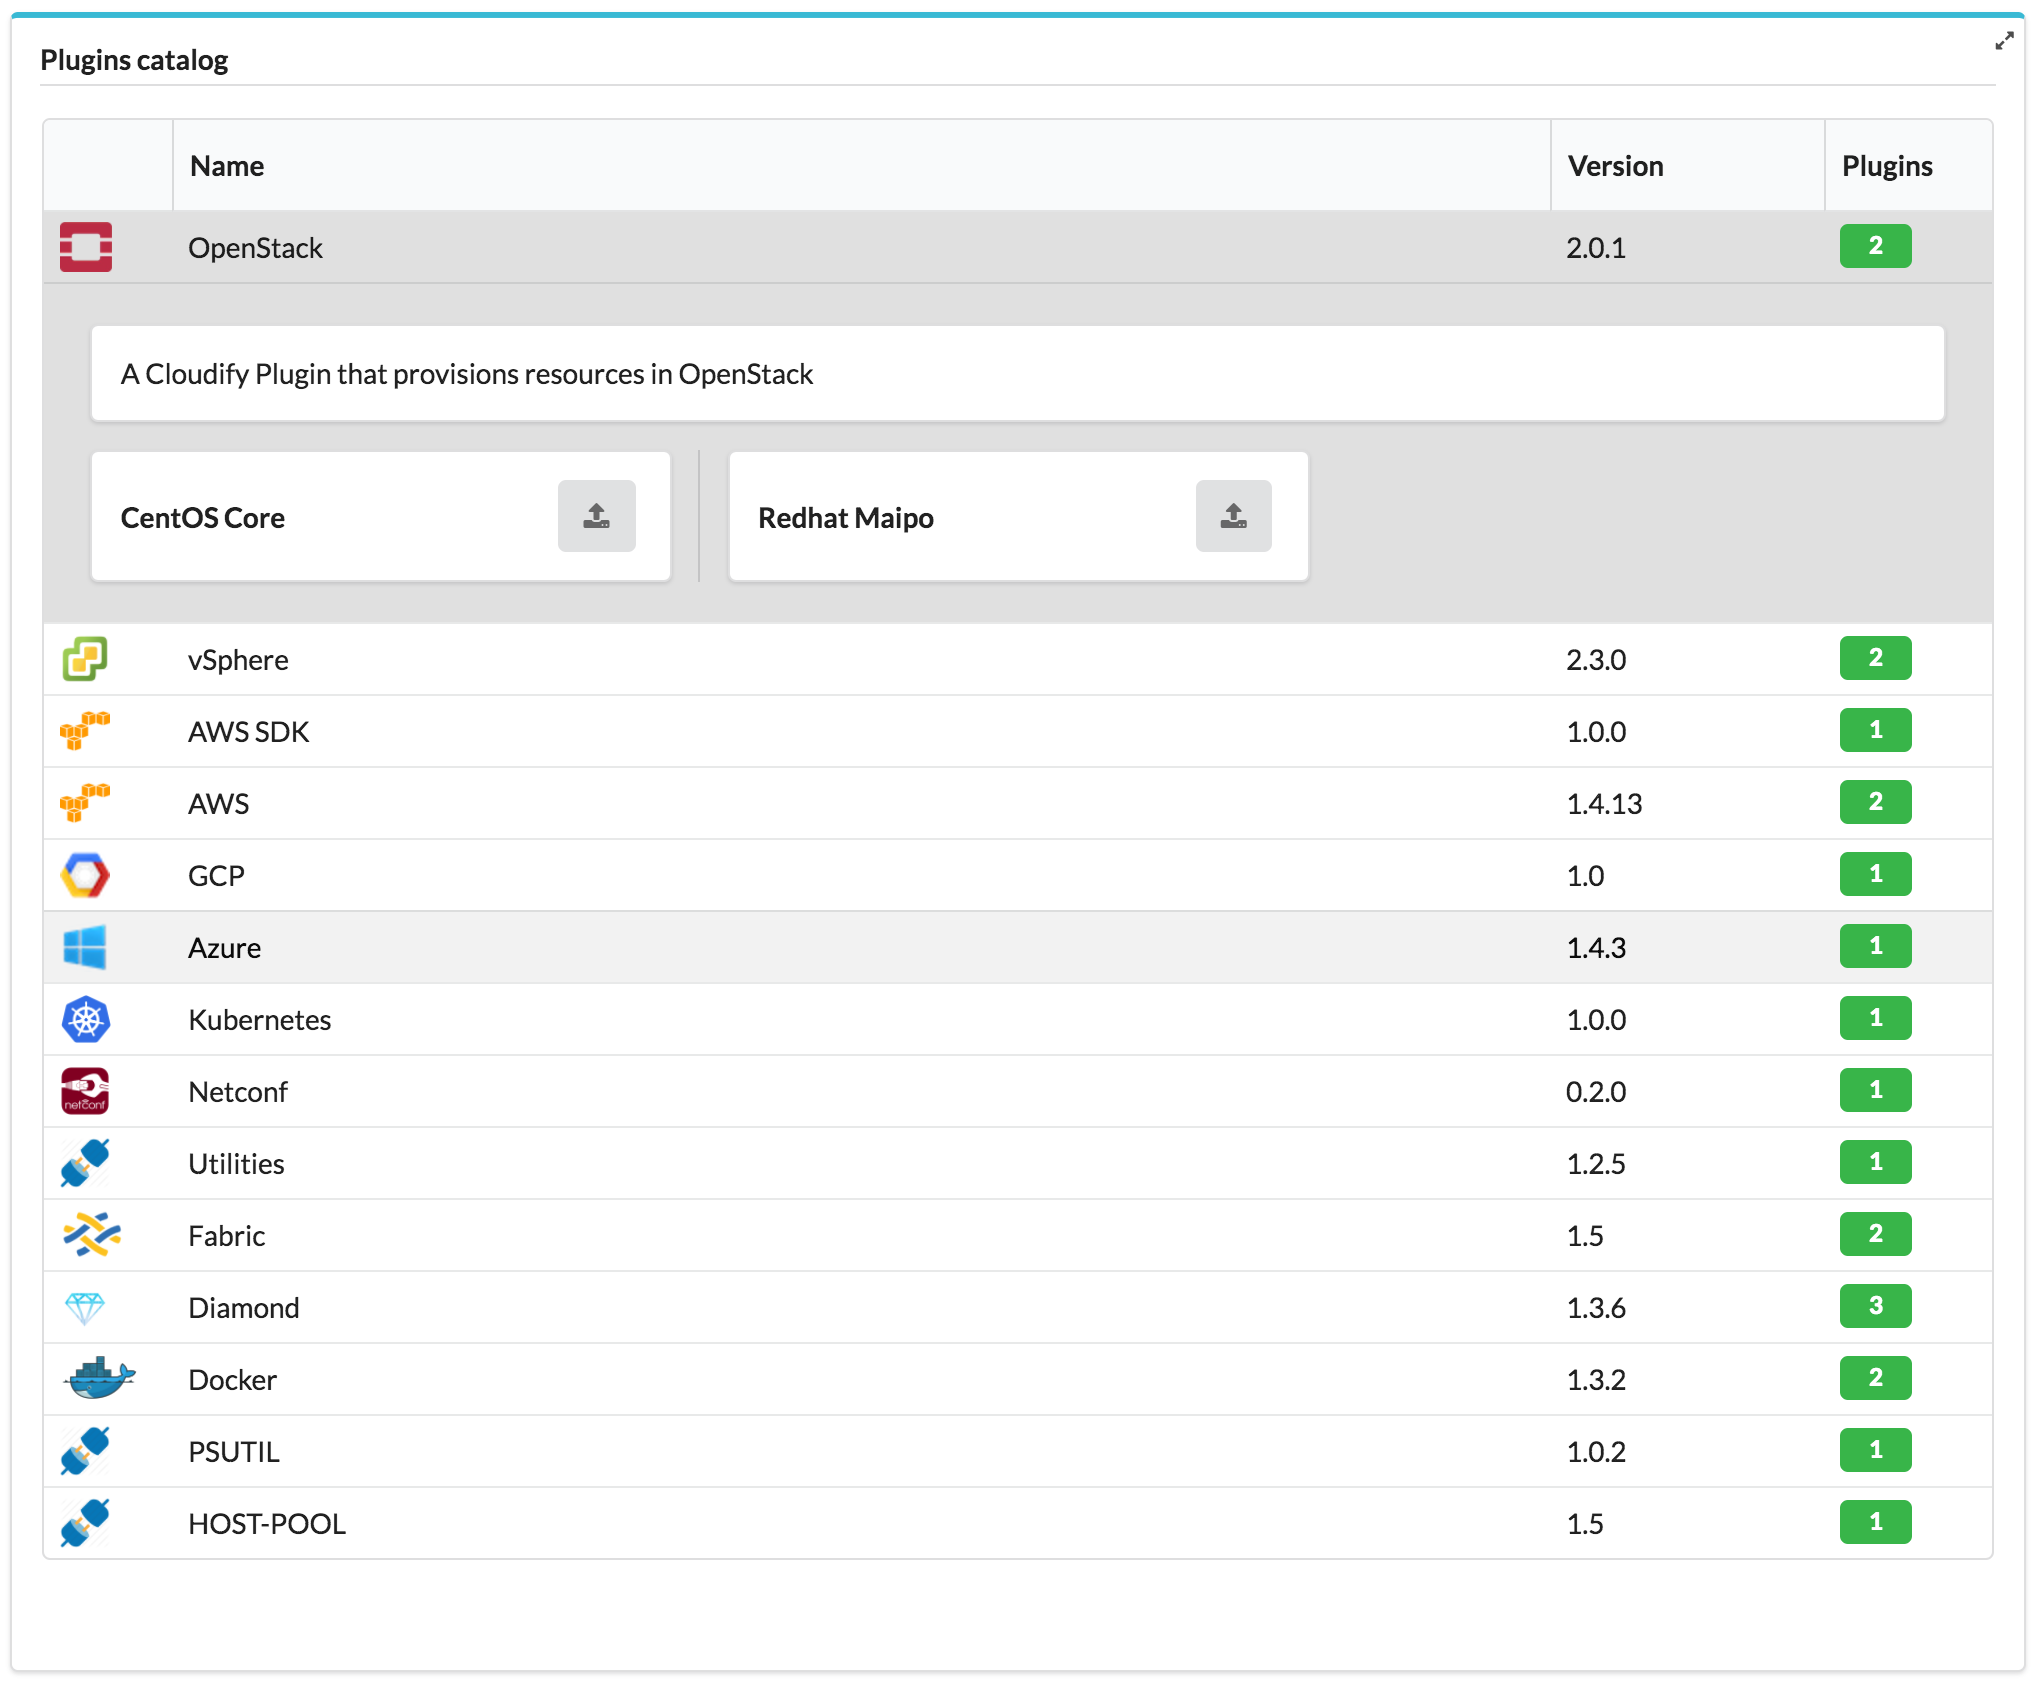 Plugins catalog
Name Version Plugins
OpenStack 2.0.1 2
A Cloudify Plugin that provisions resources in OpenStack
CentOS Core Redhat Maipo
vSphere 2.3.0 2
AWS SDK 1.0.0 1
AWS 1.4.13 2
GCP 1.0 1
Azure 1.4.3 1
Kubernetes 1.0.0 1
netconf Netconf 0.2.0 1
Utilities 1.2.5 1
Fabric 1.5 2
Diamond 1.3.6 3
Docker 1.3.2 2
PSUTIL 1.0.2 1
HOST-POOL 1.5 1